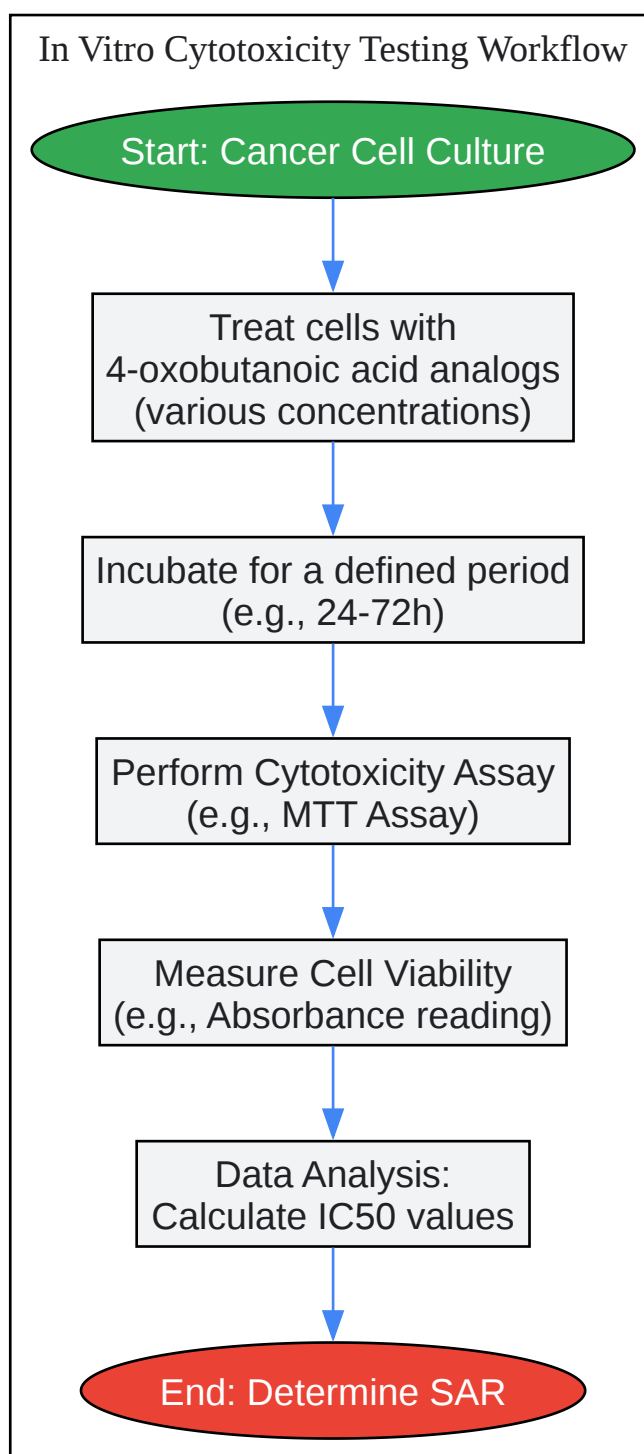 In Vitro Cytotoxicity Testing Workflow
Start: Cancer Cell Culture
Treat cells with
4-oxobutanoic acid analogs
(various concentrations)
Incubate for a defined period
(e.g., 24-72h)
Perform Cytotoxicity Assay
(e.g., MTT Assay)
Measure Cell Viability
(e.g., Absorbance reading)
Data Analysis:
Calculate IC50 values
End: Determine SAR